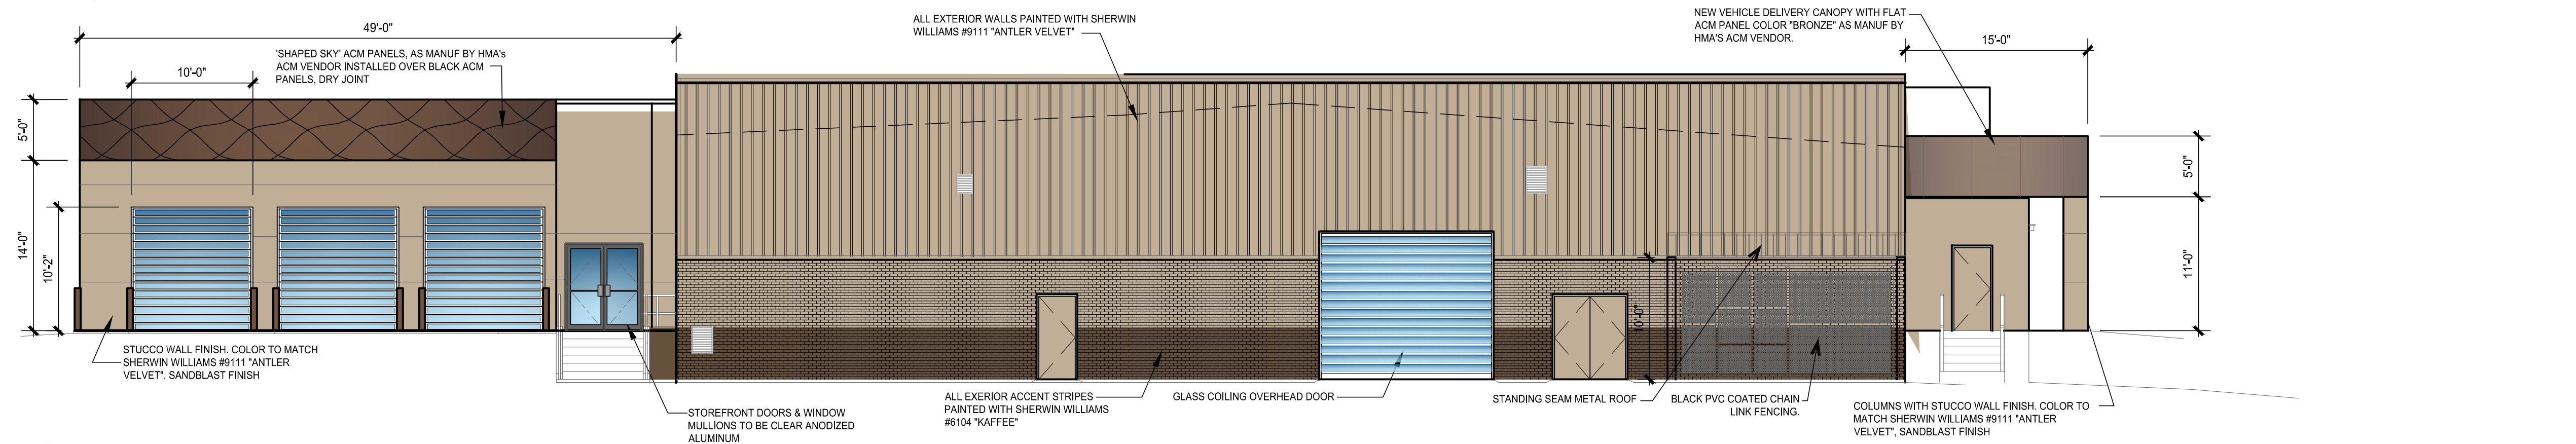 49'-0"
'SHAPED SKY' ACM PANELS, AS MANUF BY HMA's
ACM VENDOR INSTALLED OVER BLACK ACM
PANELS, DRY JOINT
10'-0"
5'-0"
14'-0"
10'-2"
STUCCO WALL FINISH. COLOR TO MATCH
SHERWIN WILLIAMS #9111 "ANTLER
VELVET", SANDBLAST FINISH
STOREFRONT DOORS & WINDOW
MULLIONS TO BE CLEAR ANODIZED
ALUMINUM
ALL EXTERIOR WALLS PAINTED WITH SHERWIN
WILLIAMS #9111 "ANTLER VELVET"
ALL EXERIOR ACCENT STRIPES
PAINTED WITH SHERWIN WILLIAMS
#6104 "KAFFEE"
GLASS COILING OVERHEAD DOOR
STANDING SEAM METAL ROOF
10'-0"
BLACK PVC COATED CHAIN
LINK FENCING.
NEW VEHICLE DELIVERY CANOPY WITH FLAT
ACM PANEL COLOR "BRONZE" AS MANUF BY
HMA'S ACM VENDOR.
15'-0"
5'-0"
11'-0"
COLUMNS WITH STUCCO WALL FINISH. COLOR TO
MATCH SHERWIN WILLIAMS #9111 "ANTLER
VELVET", SANDBLAST FINISH